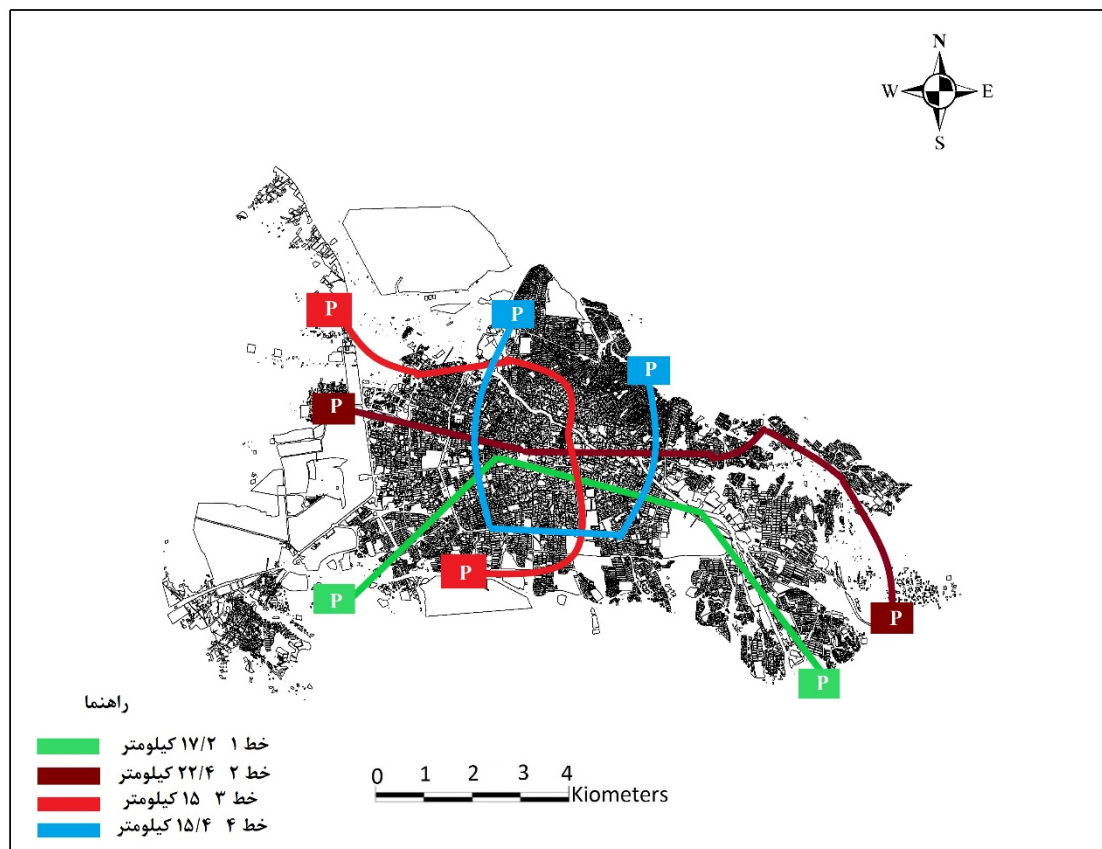 N
W E
S
P
P
P
P
P
P
P
P
راهنما
خط ۱ ۱۷/۲ کیلومتر
خط ۲ ۲۲/۴ کیلومتر
خط ۳ ۱۵ کیلومتر
خط ۴ ۱۵/۴ کیلومتر
0 1 2 3 4
Kiometers